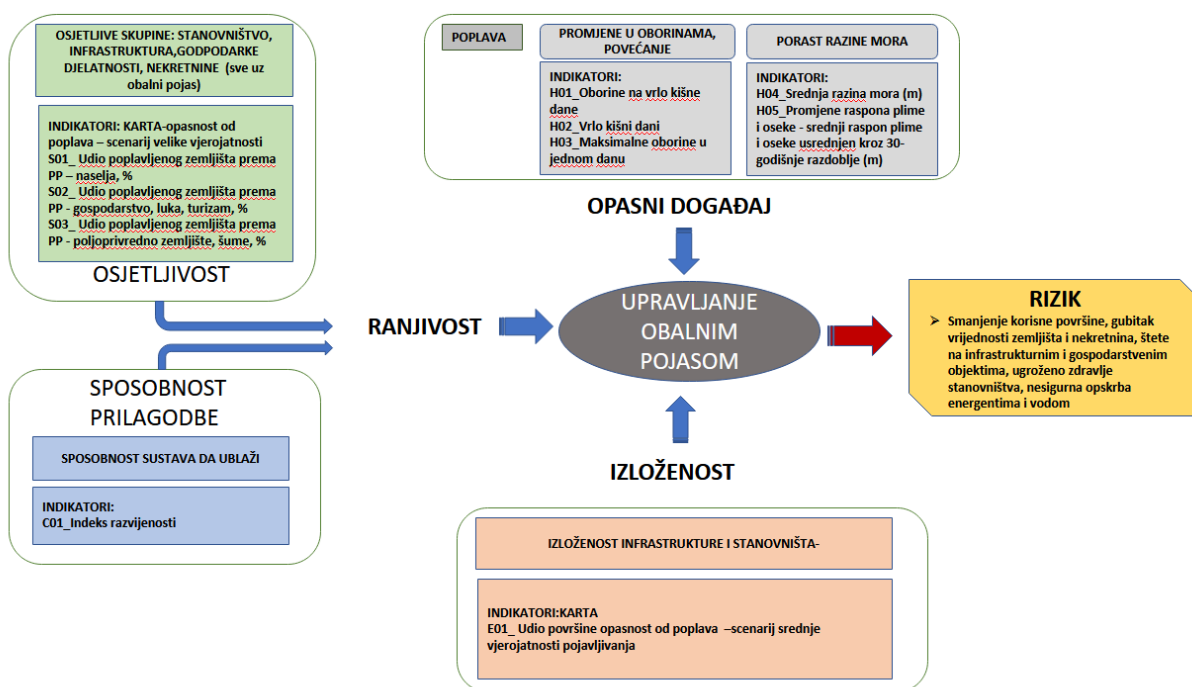 OSJETLJIVE SKUPINE: STANOVNIŠTVO,
INFRASTRUKTURA,GODPODARKE
DJELATNOSTI, NEKRETNINE (sve uz
obalni pojas)
INDIKATORI: KARTA-opasnost od
poplava – scenarij velike vjerojatnosti
S01_ Udio poplavljenog zemljišta prema
PP – naselja, %
S02_ Udio poplavljenog zemljišta prema
PP - gospodarstvo, luka, turizam, %
S03_ Udio poplavljenog zemljišta prema
PP - poljoprivredno zemljište, šume, %
OSJETLJIVOST
POPLAVA
PROMJENE U OBORINAMA,
POVEĆANJE
INDIKATORI:
H01_Oborine na vrlo kišne
dane
H02_Vrlo kišni dani
H03_Maksimalne oborine u
jednom danu
PORAST RAZINE MORA
INDIKATORI:
H04_Srednja razina mora (m)
H05_Promjene raspona plime
i oseke - srednji raspon plime
i oseke usrednjen kroz 30-
godišnje razdoblje (m)
OPASNI DOGAĐAJ
RANJIVOST
UPRAVLJANJE
OBALNIM
POJASOM
RIZIK
➤ Smanjenje korisne površine, gubitak
vrijednosti zemljišta i nekretnina, štete
na infrastrukturnim i gospodarstvenim
objektima, ugroženo zdravlje
stanovništva, nesigurna opskrba
energentima i vodom
SPOSOBNOST
PRILAGODBE
SPOSOBNOST SUSTAVA DA UBLAŽI
INDIKATORI:
C01_Indeks razvijenosti
IZLOŽENOST
IZLOŽENOST INFRASTRUKTURE I STANOVNIŠTA-
INDIKATORI:KARTA
E01_ Udio površine opasnost od poplava –scenarij srednje
vjerojatnosti pojavljivanja